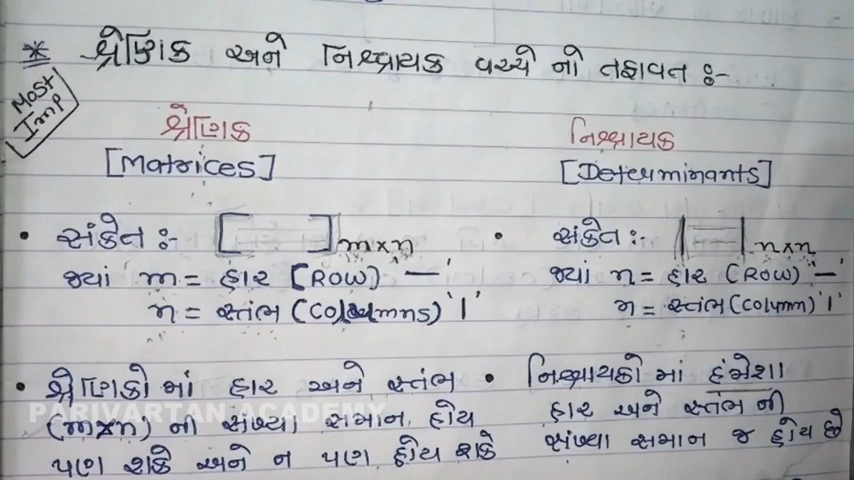 * શ્રેણિક અને નિશ્ચાયક વચ્ચે નો તફાવત :-
Most Imp
શ્રેણિક
[Matrices]
• સંકેત :- [ ] m×n
જ્યાં m = હાર [ROW) —'
n = સ્તંભ (Columns) '|
• શ્રેણિકો માં હાર અને સ્તંભ
(m×n) ની સંખ્યા સમાન હોય
પણ શકે અને ન પણ હોય શકે
નિશ્ચાયક
[Determinants]
• સંકેત :- | | n×n
જ્યાં n = હાર (ROW) '—'
n = સ્તંભ (Column) '|'
• નિશ્ચાયકો માં હંમેશા
હાર અને સ્તંભ ની
સંખ્યા સમાન જ હોય છે
PARIVARTAN ACADEMY